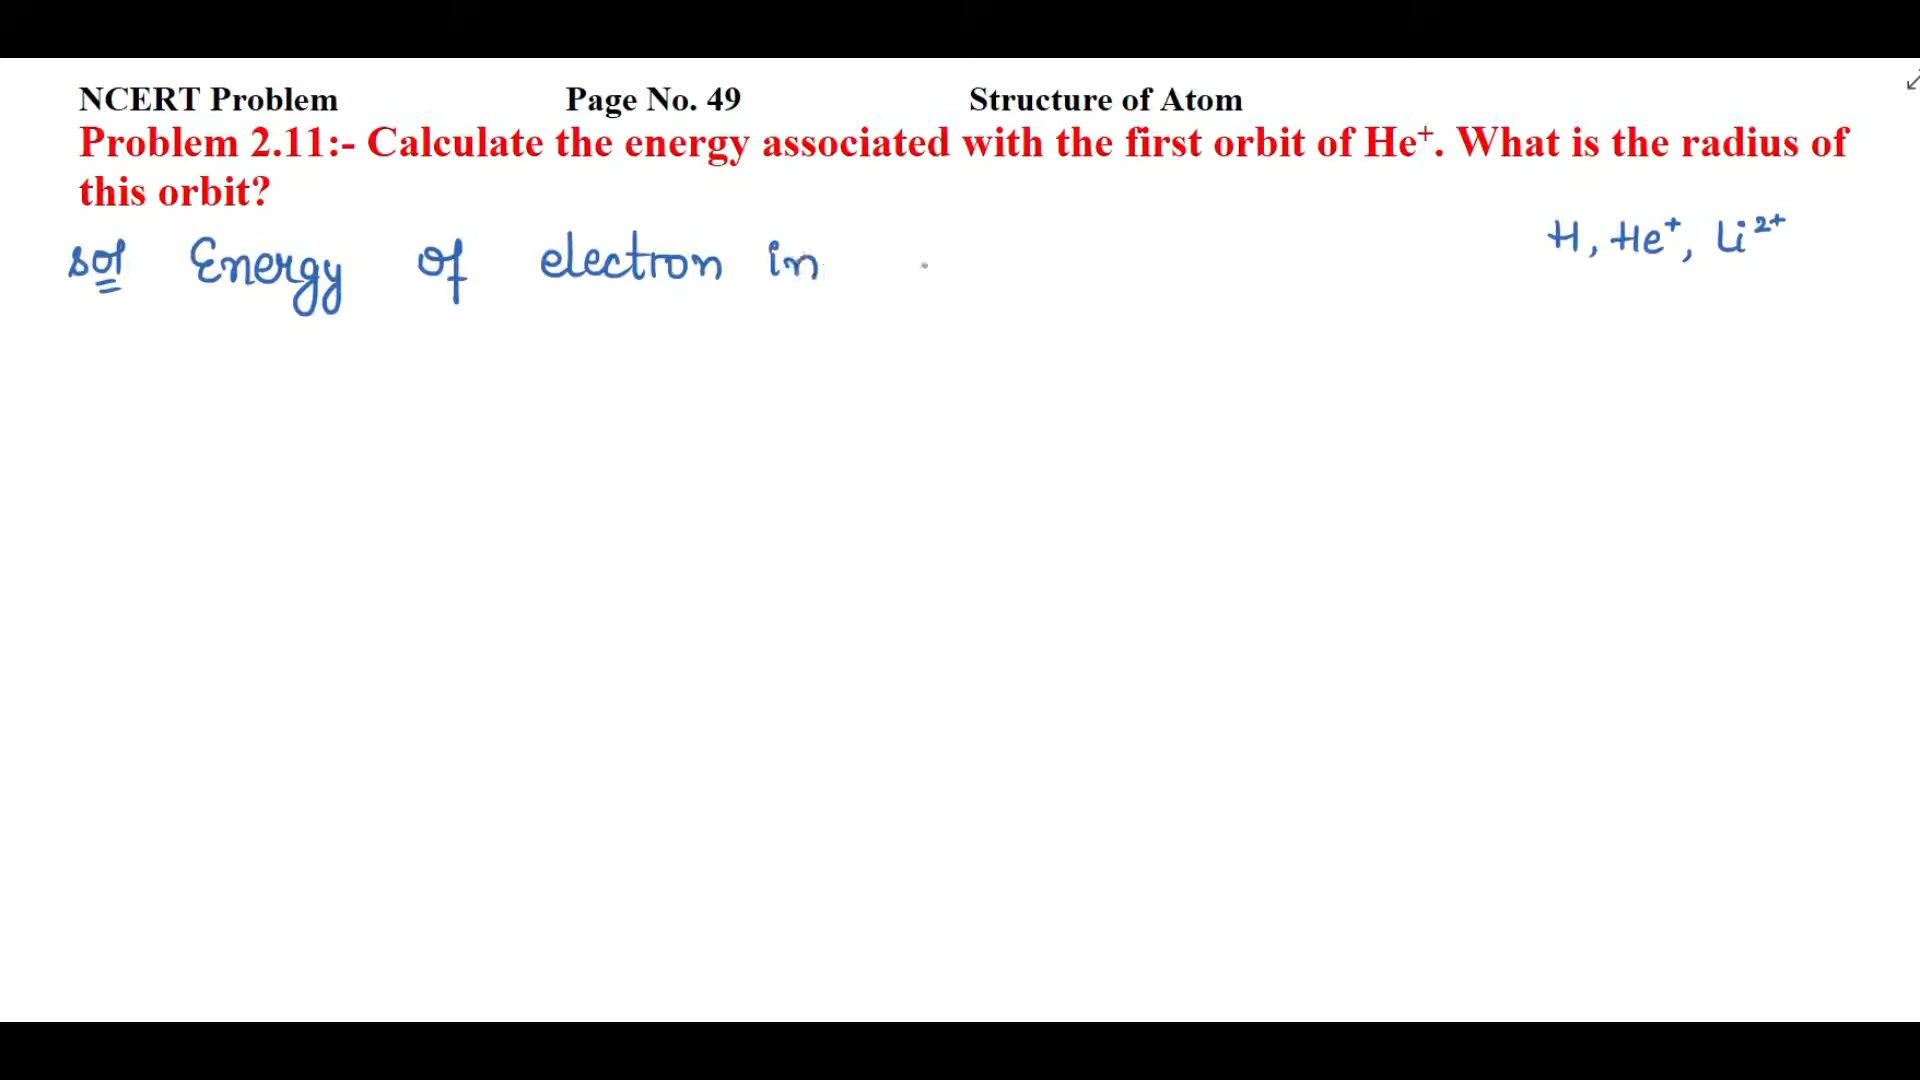 NCERT Problem Page No. 49 Structure of Atom
Problem 2.11:- Calculate the energy associated with the first orbit of He⁺. What is the radius of
this orbit?
H, He⁺, Li²⁺
sol Energy of electron in